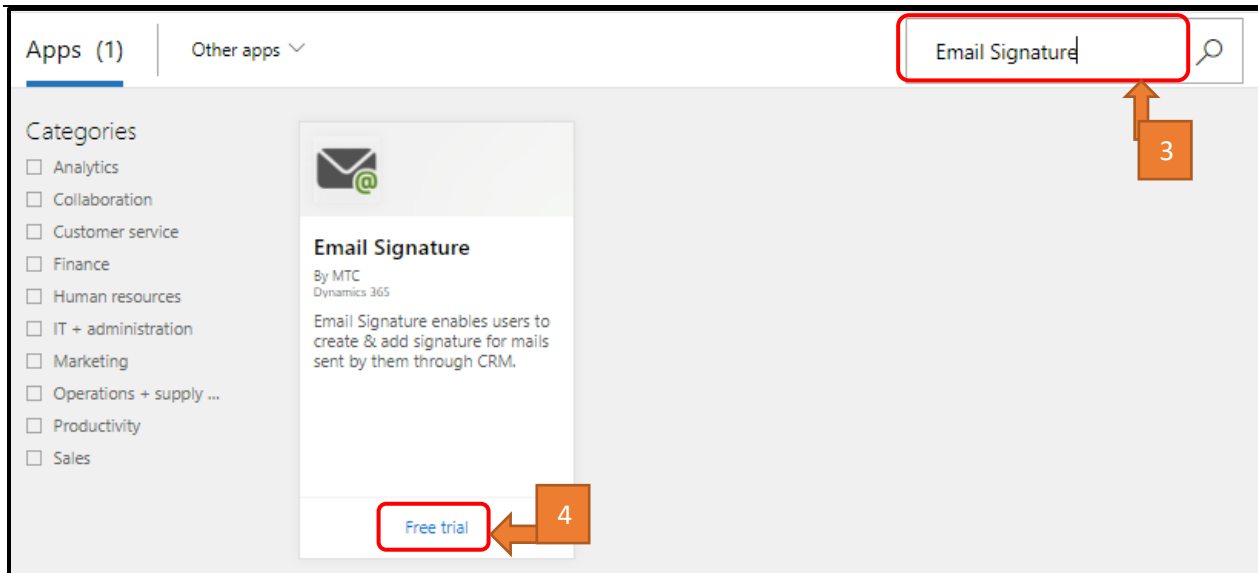 Apps (1)
Other apps
Email Signature
3
Categories
Analytics
Collaboration
Customer service
Finance
Human resources
IT + administration
Marketing
Operations + supply ...
Productivity
Sales
@
Email Signature
By MTC
Dynamics 365
Email Signature enables users to
create & add signature for mails
sent by them through CRM.
Free trial
4